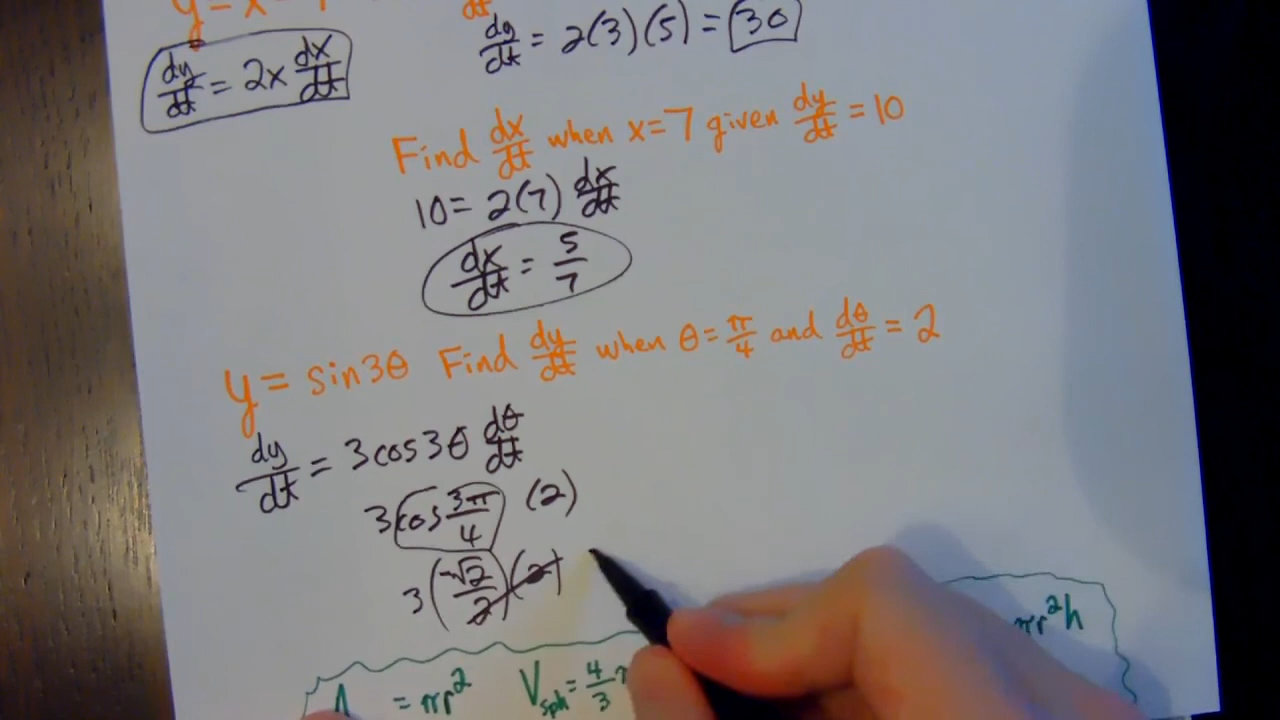 y = x
dy/dt = 2x dx/dt
dy/dt = 2(3)(5) = 30
Find dx/dt when x=7 given dy/dt = 10
10 = 2(7) dx/dt
dx/dt = 5/7
y = sin3θ Find dy/dt when θ = π/4 and dθ/dt = 2
dy/dt = 3cos3θ dθ/dt
3cos 3π/4 (2)
3(-√2/2)(2)
= πr²
V_sph = 4/3 π
πr²h